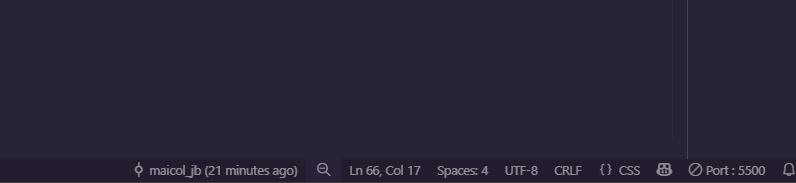 maicol_jb (21 minutes ago) Ln 66, Col 17 Spaces: 4 UTF-8 CRLF {} CSS Port : 5500